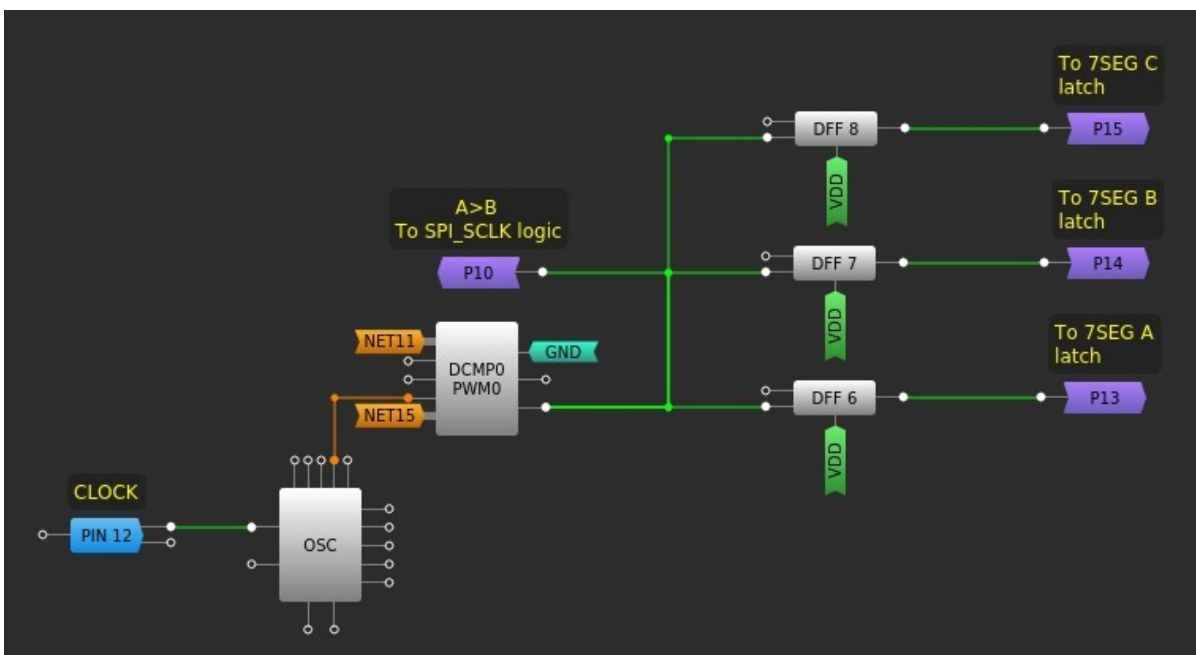 To 7SEG C
latch
DFF 8
P15
VDD
A>B
To SPI_SCLK logic
P10
To 7SEG B
latch
DFF 7
P14
VDD
NET11
GND
DCMP0
PWM0
NET15
To 7SEG A
latch
DFF 6
P13
VDD
CLOCK
PIN 12
OSC